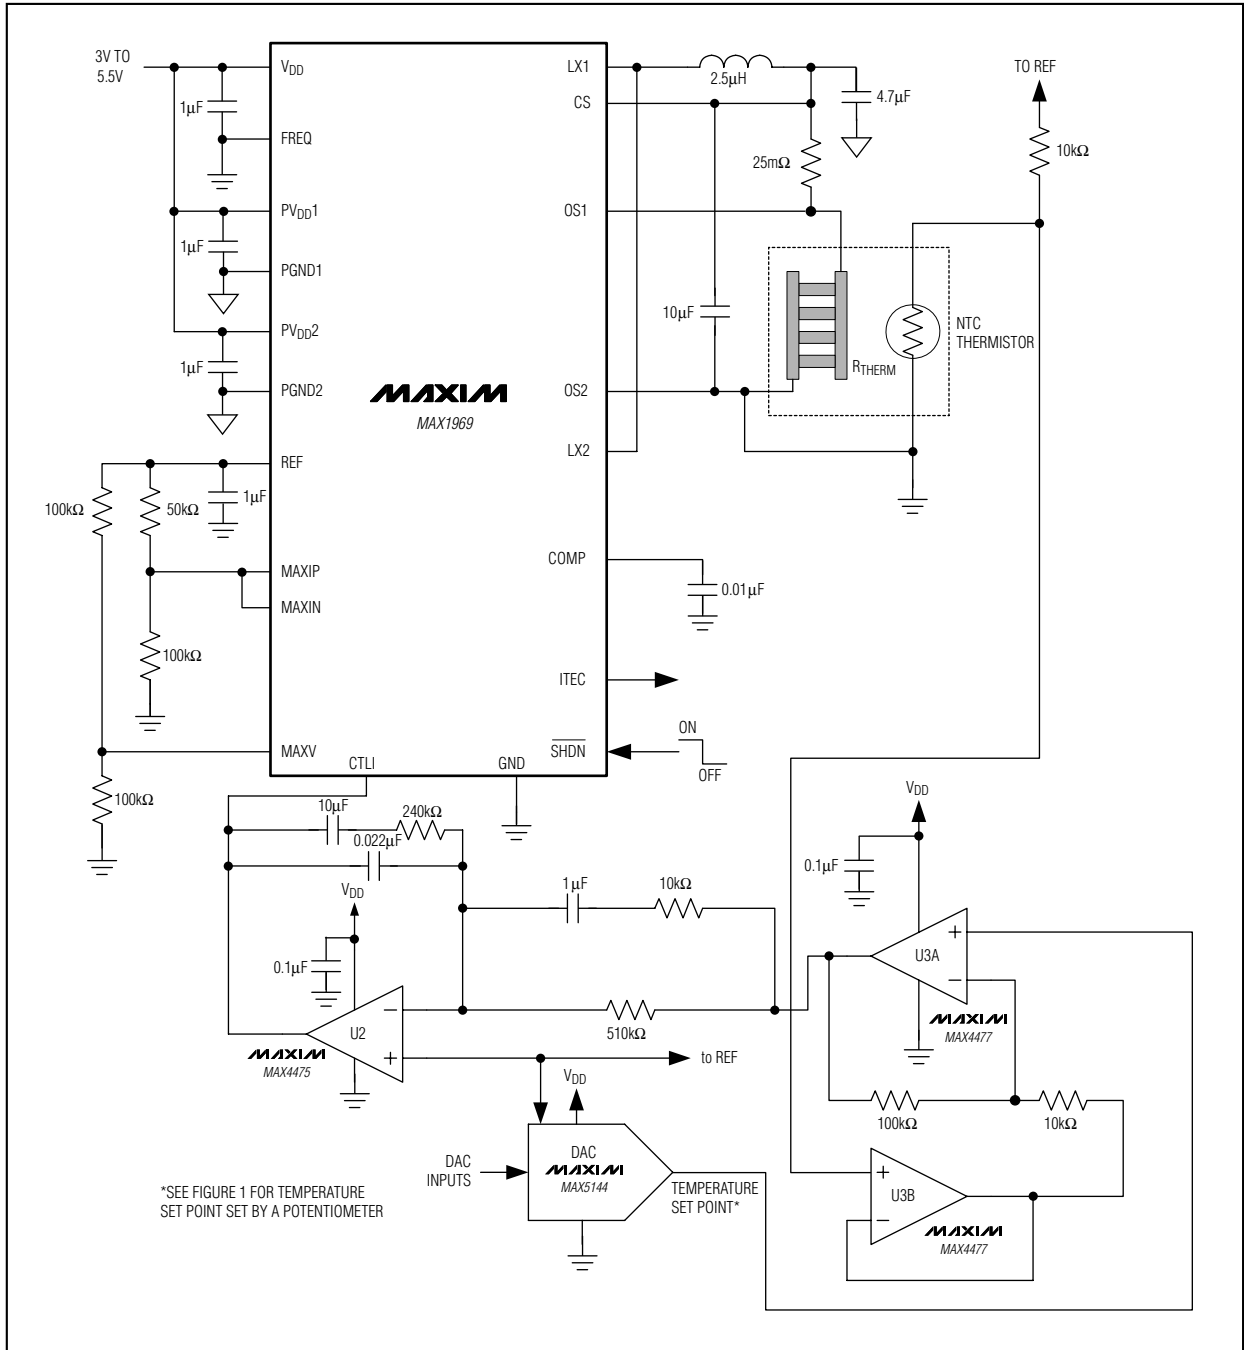 3V TO
5.5V
VDD
1µF
FREQ
PVDD1
1µF
PGND1
PVDD2
1µF
PGND2
REF
1µF
100kΩ
50kΩ
MAXIP
MAXIN
100kΩ
MAXV
100kΩ
CTLI
GND
MAXIM
MAX1969
LX1
CS
OS1
OS2
LX2
COMP
ITEC
SHDN
2.5µH
4.7µF
25mΩ
10µF
RTHERM
NTC
THERMISTOR
TO REF
10kΩ
0.01µF
ON
OFF
10µF
240kΩ
0.022µF
VDD
0.1µF
1µF
10kΩ
510kΩ
U2
MAXIM
MAX4475
to REF
VDD
0.1µF
U3A
MAXIM
MAX4477
100kΩ
10kΩ
VDD
DAC
INPUTS
DAC
MAXIM
MAX5144
TEMPERATURE
SET POINT*
U3B
MAXIM
MAX4477
*SEE FIGURE 1 FOR TEMPERATURE
SET POINT SET BY A POTENTIOMETER